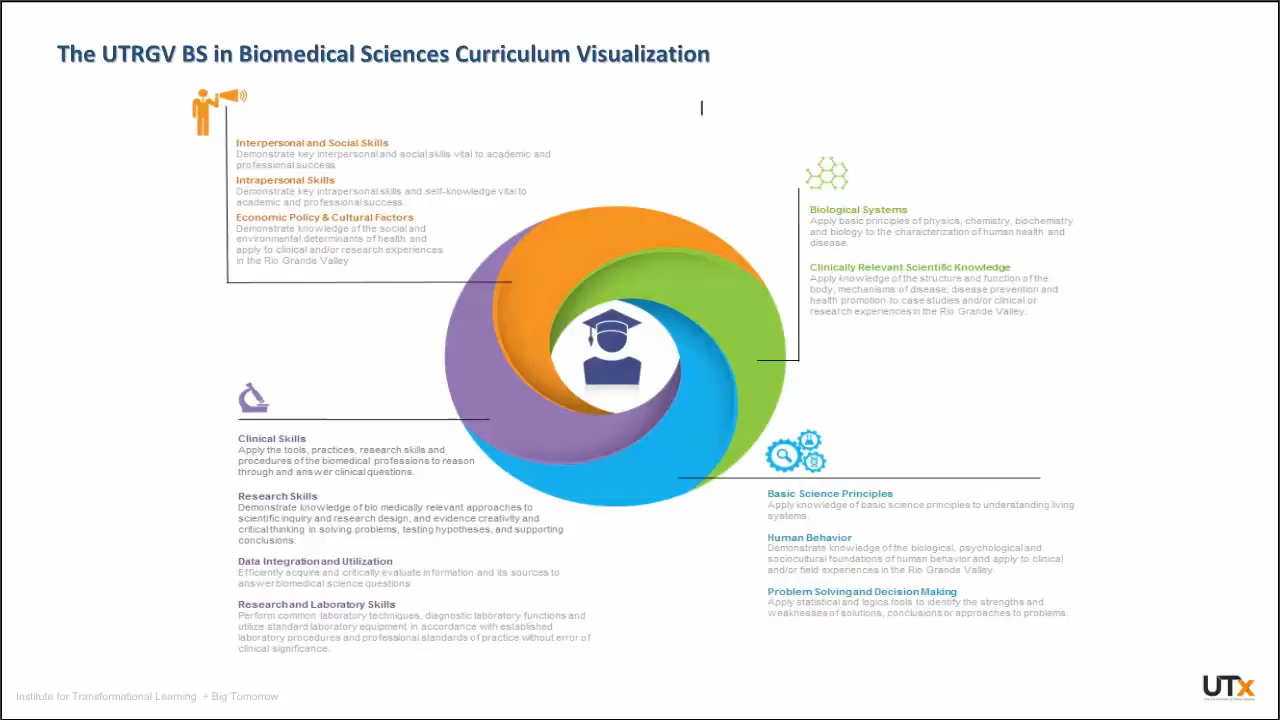 The UTRGV BS in Biomedical Sciences Curriculum Visualization
Interpersonal and Social Skills
Demonstrate key interpersonal and social skills vital to academic and
professional success.
Intrapersonal Skills
Demonstrate key intrapersonal skills and self-knowledge vital to
academic and professional success.
Economic Policy & Cultural Factors
Demonstrate knowledge of the social and
environmental determinants of health and
apply to clinical and/or research experiences
in the Rio Grande Valley
Biological Systems
Apply basic principles of physics, chemistry, biochemistry
and biology to the characterization of human health and
disease.
Clinically Relevant Scientific Knowledge
Apply knowledge of the structure and function of the
body, mechanisms of disease, disease prevention and
health promotion to case studies and/or clinical or
research experiences in the Rio Grande Valley.
Clinical Skills
Apply the tools, practices, research skills and
procedures of the biomedical professions to reason
through and answer clinical questions.
Research Skills
Demonstrate knowledge of bio medically relevant approaches to
scientific inquiry and research design, and evidence creativity and
critical thinking in solving problems, testing hypotheses, and supporting
conclusions.
Data Integration and Utilization
Efficiently acquire and critically evaluate information and its sources to
answer biomedical science questions.
Research and Laboratory Skills
Perform common laboratory techniques, diagnostic laboratory functions and
utilize standard laboratory equipment, in accordance with established
laboratory procedures and professional standards of practice without error of
clinical significance.
Basic Science Principles
Apply knowledge of basic science principles to understanding living
systems.
Human Behavior
Demonstrate knowledge of the biological, psychological and
sociocultural foundations of human behavior and apply to clinical
and/or field experiences in the Rio Grande Valley.
Problem Solving and Decision Making
Apply statistical and logics tools to identify the strengths and
weaknesses of solutions, conclusions or approaches to problems.
Institute for Transformational Learning + Big Tomorrow
UTx